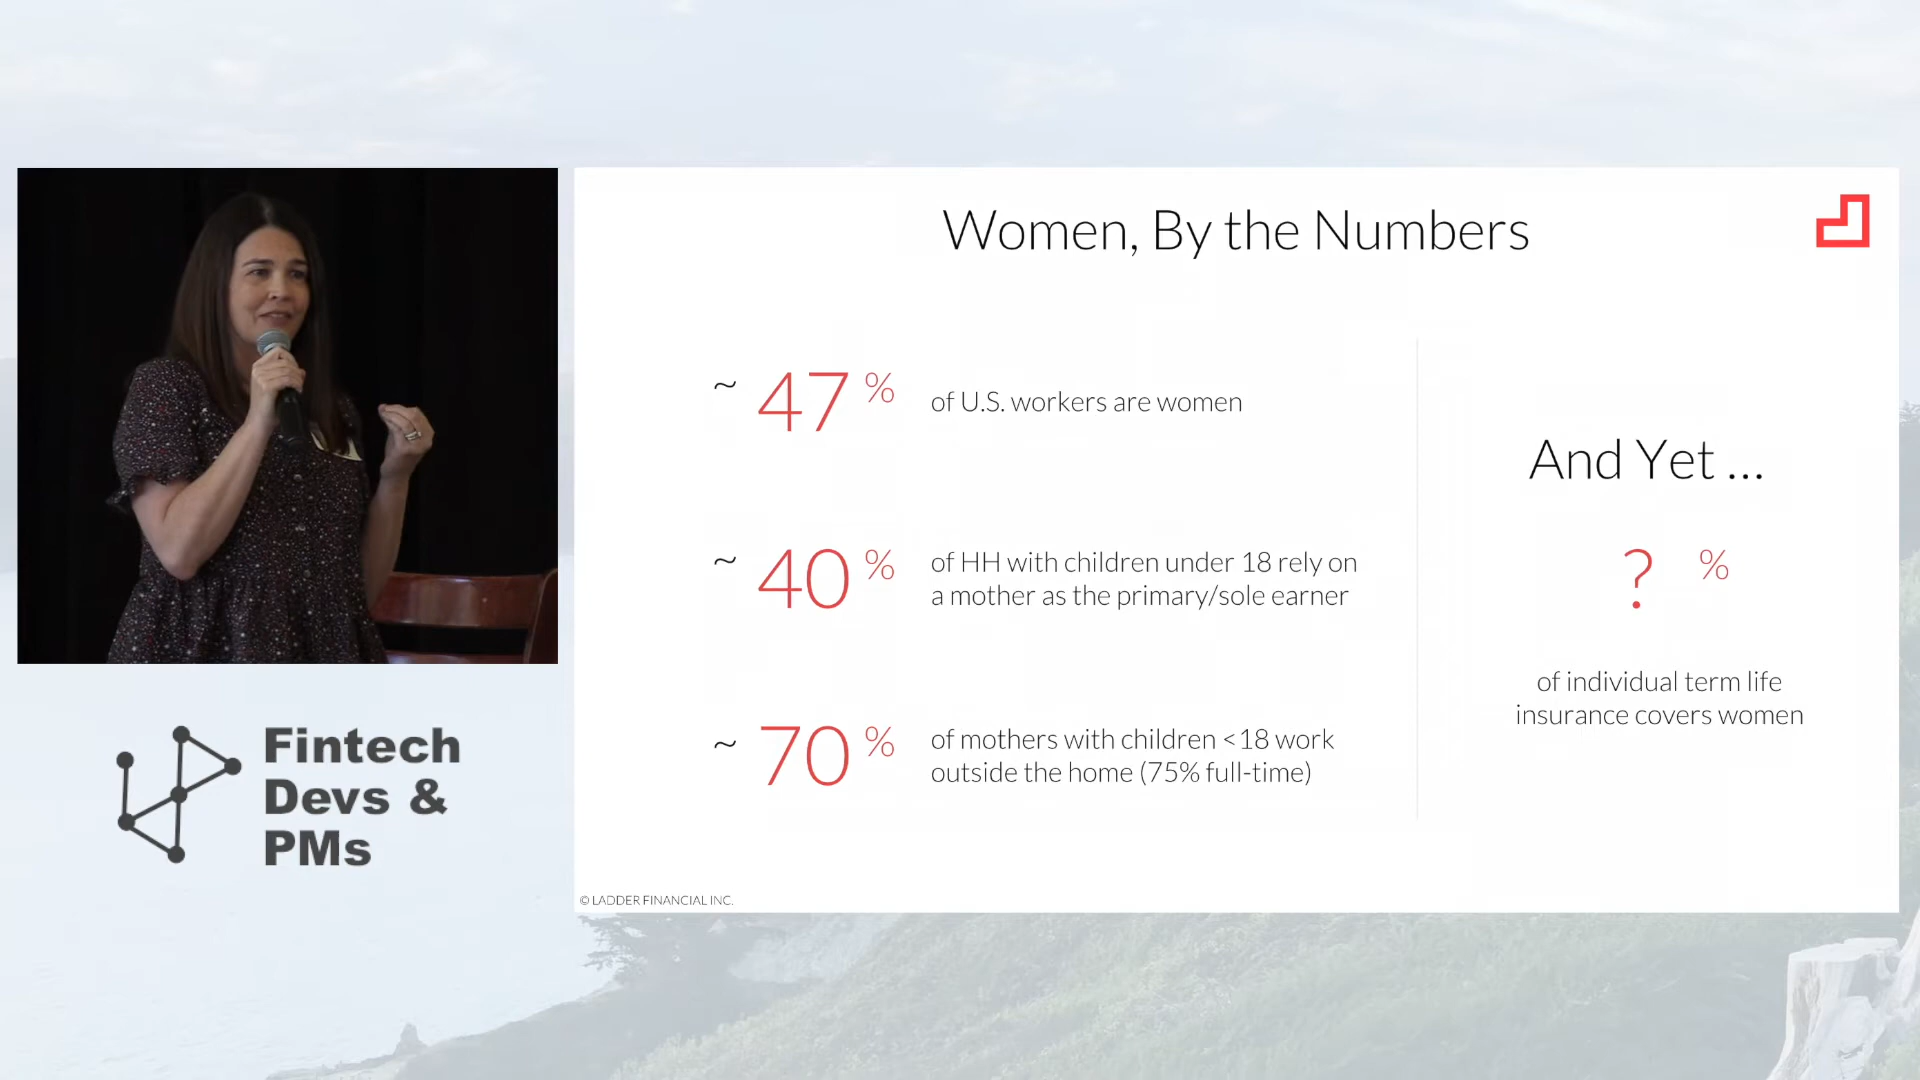 Women, By the Numbers
~ 47 % of U.S. workers are women
~ 40 % of HH with children under 18 rely on
a mother as the primary/sole earner
~ 70 % of mothers with children <18 work
outside the home (75% full-time)
And Yet ...
? %
of individual term life
insurance covers women
© LADDER FINANCIAL INC.
Fintech
Devs &
PMs